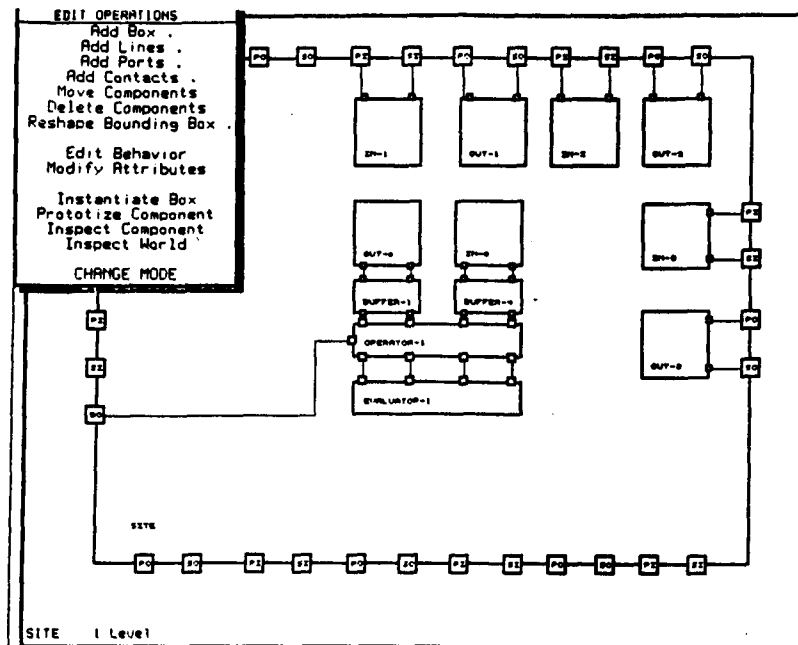 EDIT OPERATIONS
Add Box .
Add Lines .
Add Ports .
Add Contacts .
Move Components
Delete Components
Reshape Bounding Box .
Edit Behavior
Modify Attributes
Instantiate Box
Prototize Component
Inspect Component
Inspect World
CHANGE MODE
PO SO PI SI PO SO PI SI PO SO
IN-1 OUT-1 IN-2 OUT-2
PI
OUT-0 IN-0
SI
BUFFER-1
PI
PO
OPERATOR-1
SI
SO
EVALUATOR-1
SO
SITE
PO SO PI SI PO SO PI SI PO SO PI SI
SITE 1 Level